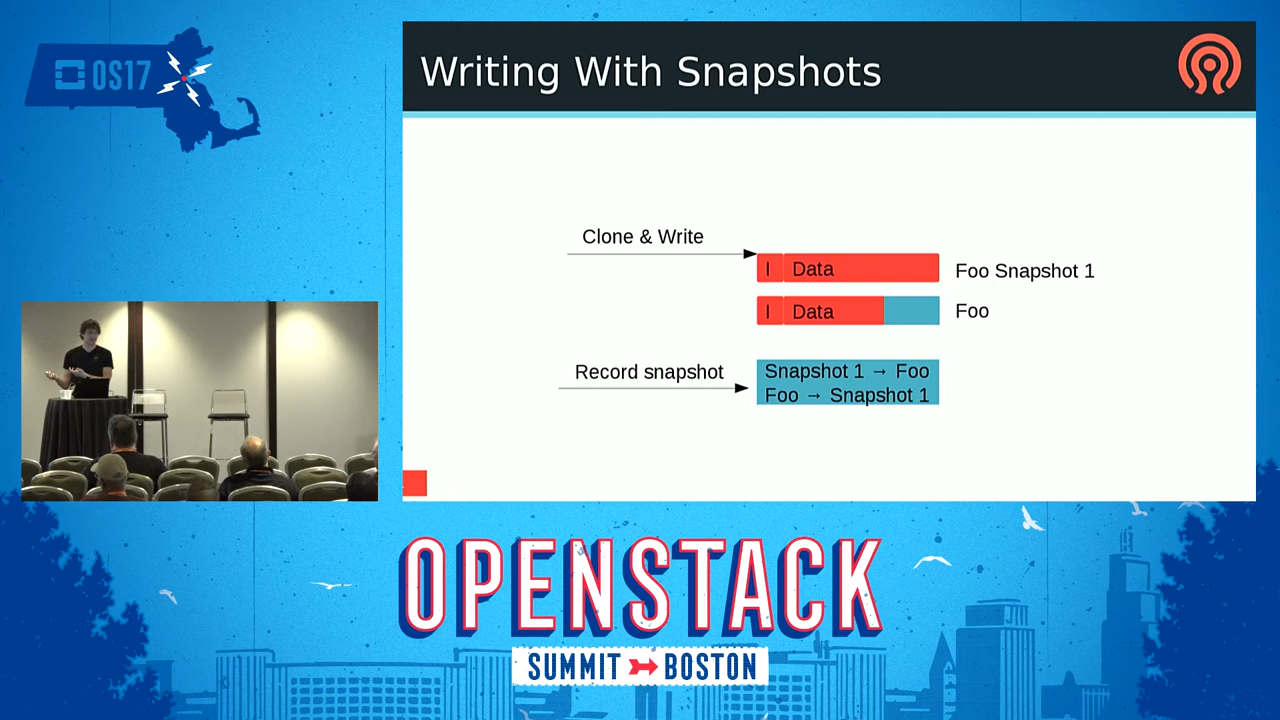 OS17
Writing With Snapshots
Clone & Write
I Data
Foo Snapshot 1
I Data
Foo
Record snapshot
Snapshot 1 → Foo
Foo → Snapshot 1
OPENSTACK
SUMMIT BOSTON